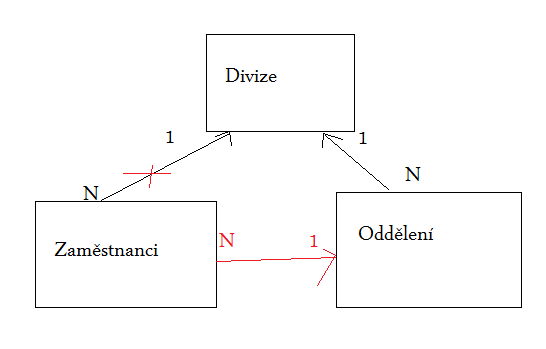 Divize
1
1
N
N
Zaměstnanci
N
1
Oddělení